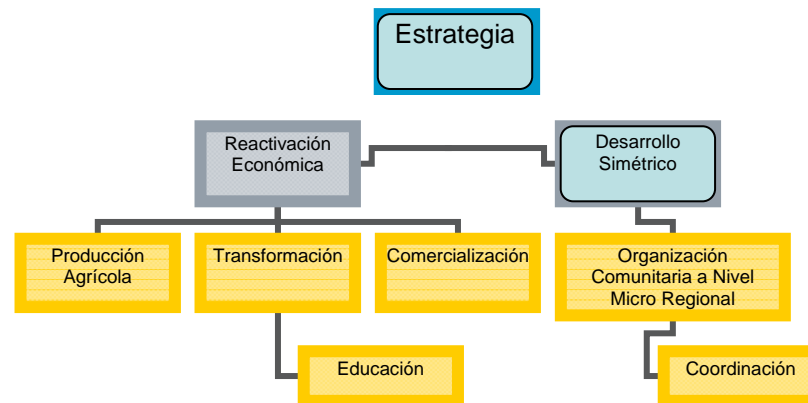 Estrategia
Reactivación
Económica
Desarrollo
Simétrico
Producción
Agrícola
Transformación
Comercialización
Organización
Comunitaria a Nivel
Micro Regional
Educación
Coordinación